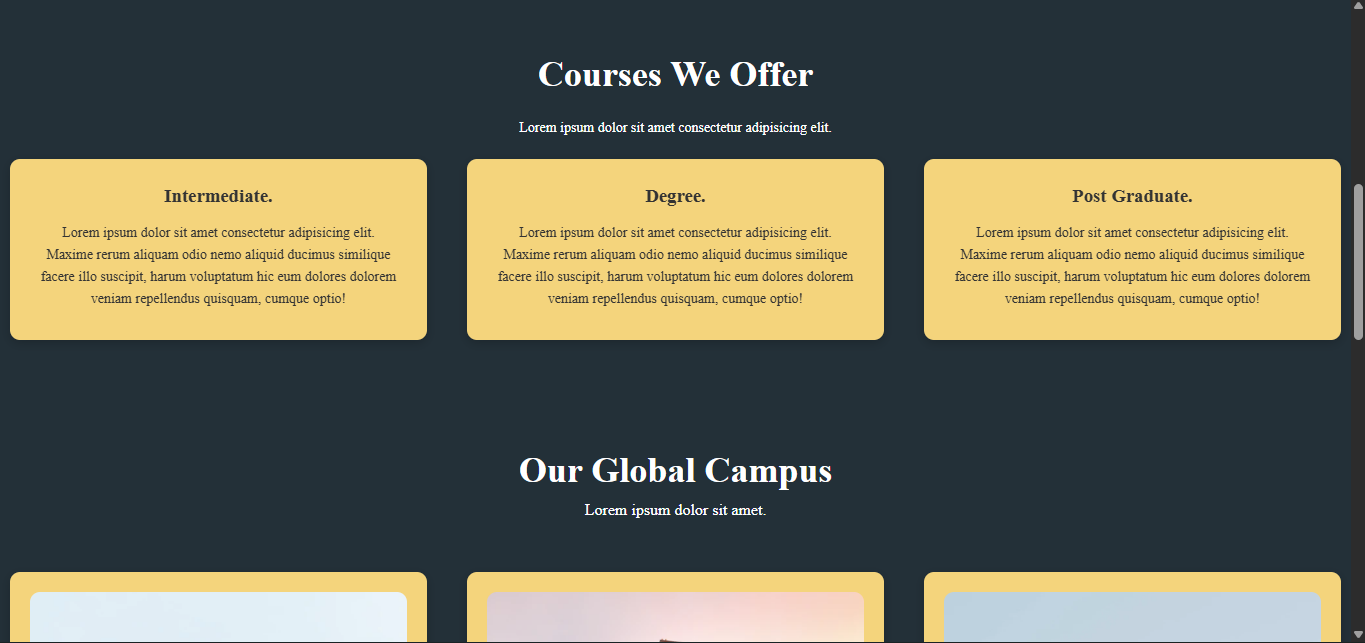 Courses We Offer
Lorem ipsum dolor sit amet consectetur adipisicing elit.
Intermediate.
Lorem ipsum dolor sit amet consectetur adipisicing elit.
Maxime rerum aliquam odio nemo aliquid ducimus similique
facere illo suscipit, harum voluptatum hic eum dolores dolorem
veniam repellendus quisquam, cumque optio!
Degree.
Lorem ipsum dolor sit amet consectetur adipisicing elit.
Maxime rerum aliquam odio nemo aliquid ducimus similique
facere illo suscipit, harum voluptatum hic eum dolores dolorem
veniam repellendus quisquam, cumque optio!
Post Graduate.
Lorem ipsum dolor sit amet consectetur adipisicing elit.
Maxime rerum aliquam odio nemo aliquid ducimus similique
facere illo suscipit, harum voluptatum hic eum dolores dolorem
veniam repellendus quisquam, cumque optio!
Our Global Campus
Lorem ipsum dolor sit amet.